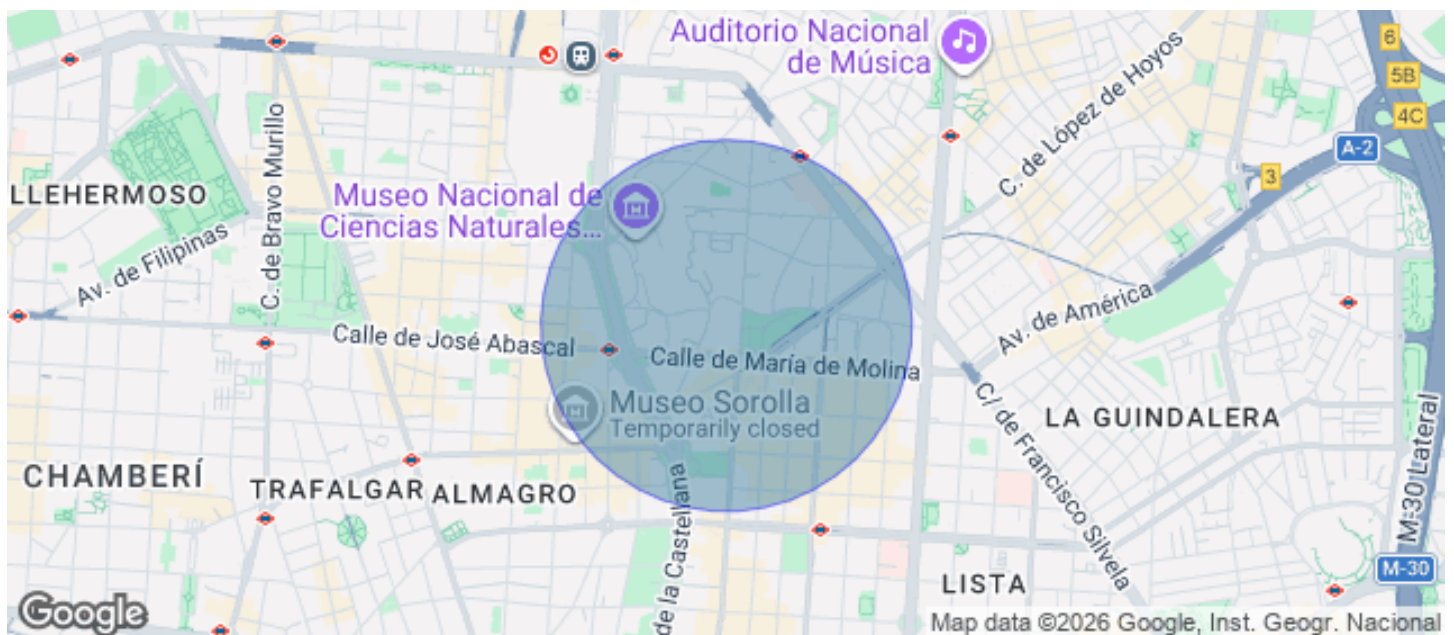 Auditorio Nacional
de Música
6
5B
4C
A-2
3
C. de López de Hoyos
LLEHERMOSO
Av. de Filipinas
C. de Bravo Murillo
Museo Nacional de
Ciencias Naturales...
Calle de José Abascal
Calle de María de Molina
Av. de América
Museo Sorolla
Temporarily closed
C/ de Francisco Silvela
LA GUINDALERA
M-30 Lateral
CHAMBERÍ
TRAFALGAR
ALMAGRO
de la Castellana
LISTA
M-30
Google
Map data ©2026 Google, Inst. Geogr. Nacional